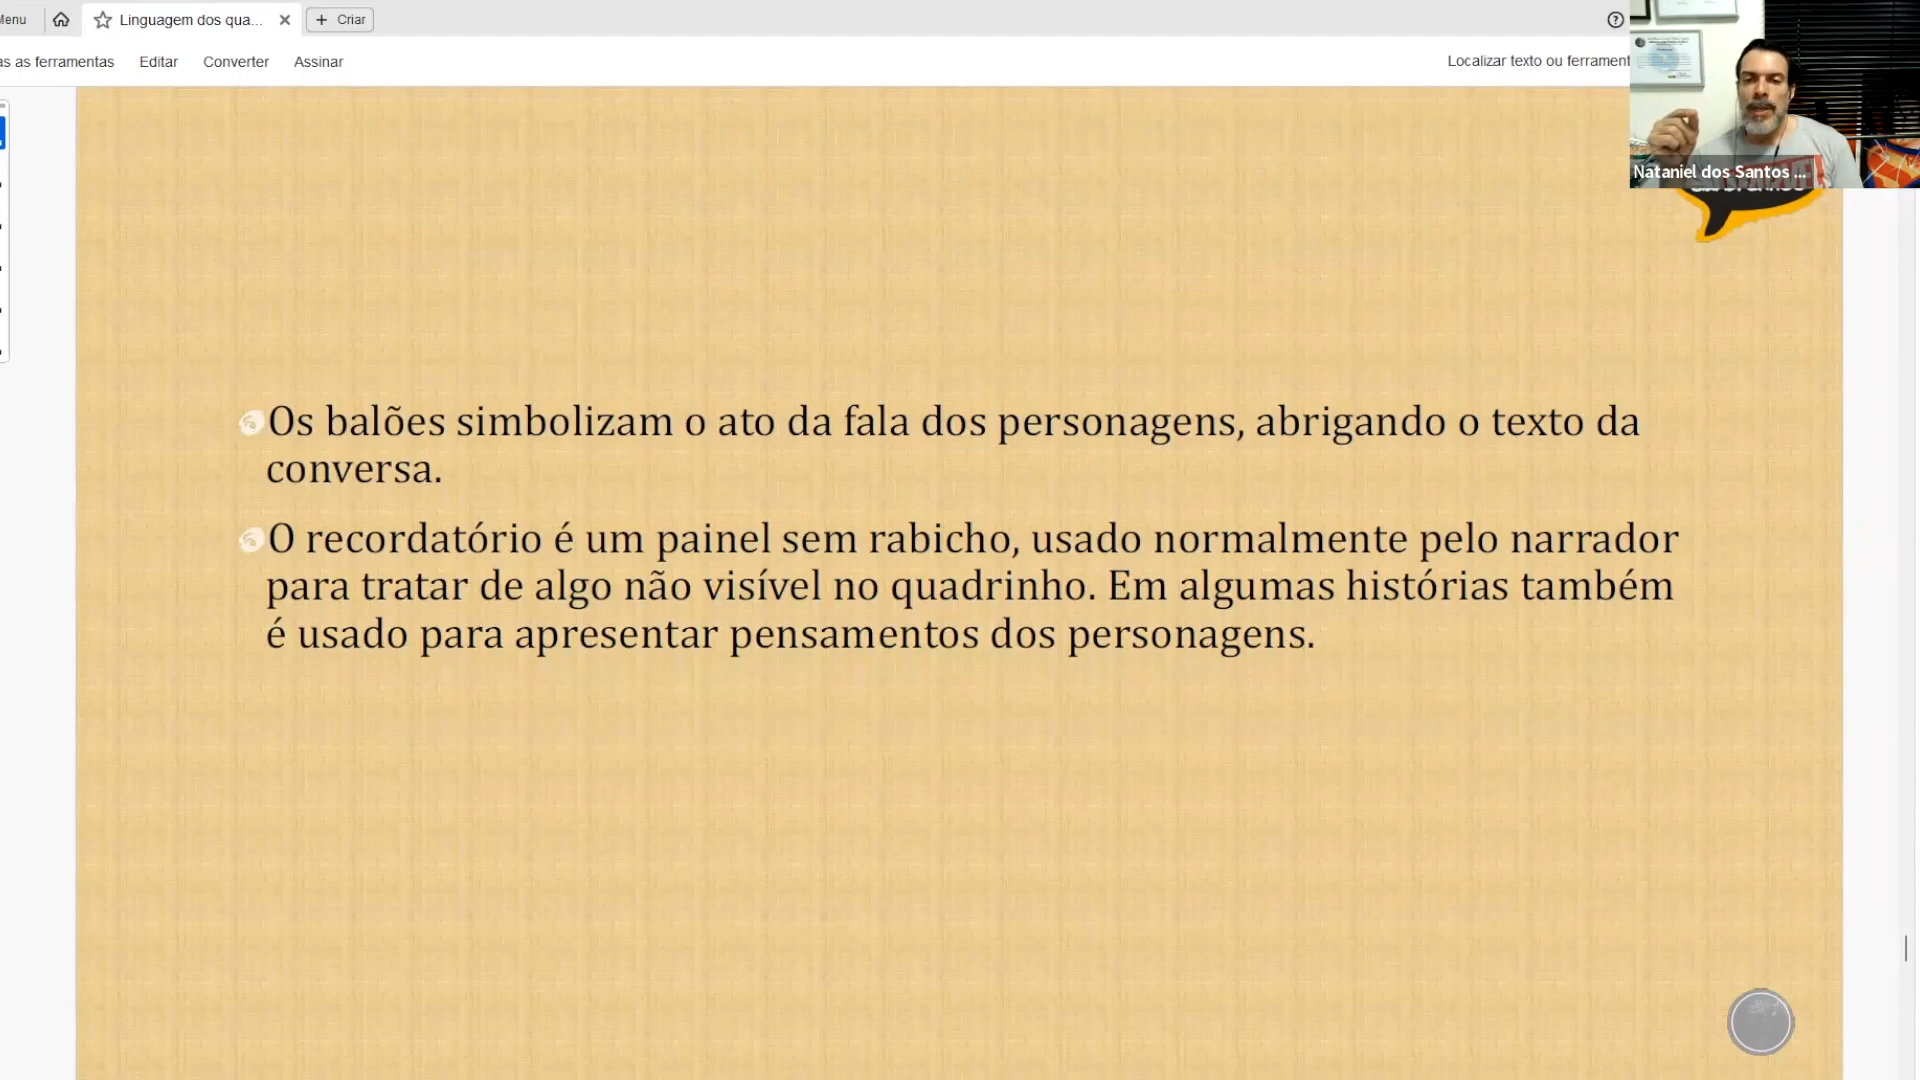 Menu
Linguagem dos qua...
Criar
as as ferramentas
Editar
Converter
Assinar
Localizar texto ou ferrament
Nataniel dos Santos ...
Os balões simbolizam o ato da fala dos personagens, abrigando o texto da
conversa.
O recordatório é um painel sem rabicho, usado normalmente pelo narrador
para tratar de algo não visível no quadrinho. Em algumas histórias também
é usado para apresentar pensamentos dos personagens.